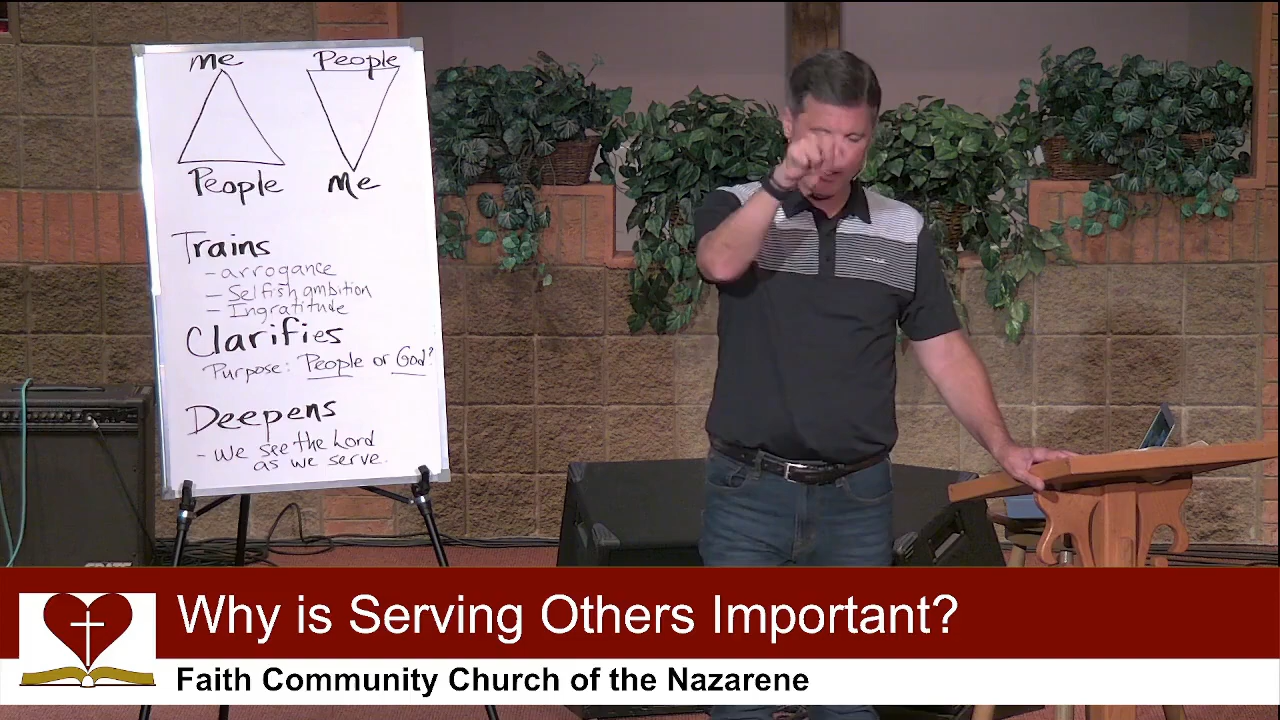 me People
People Me
Trains
- arrogance
- Selfish ambition
- Ingratitude
Clarifies
Purpose: People or God?
Deepens
- We see the Lord
as we serve.
CRATE
Why is Serving Others Important?
Faith Community Church of the Nazarene